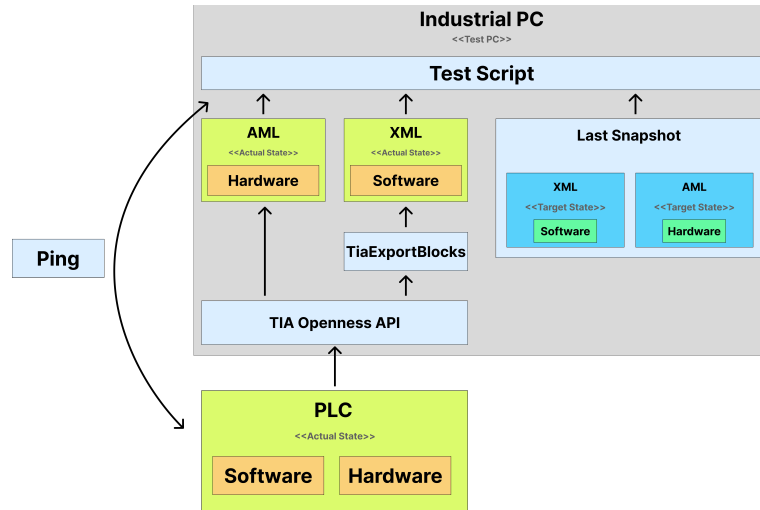 Industrial PC
<<Test PC>>
Test Script
AML
<<Actual State>>
Hardware
XML
<<Actual State>>
Software
Last Snapshot
XML
<<Target State>>
Software
AML
<<Target State>>
Hardware
Ping
TiaExportBlocks
TIA Openness API
PLC
<<Actual State>>
Software
Hardware